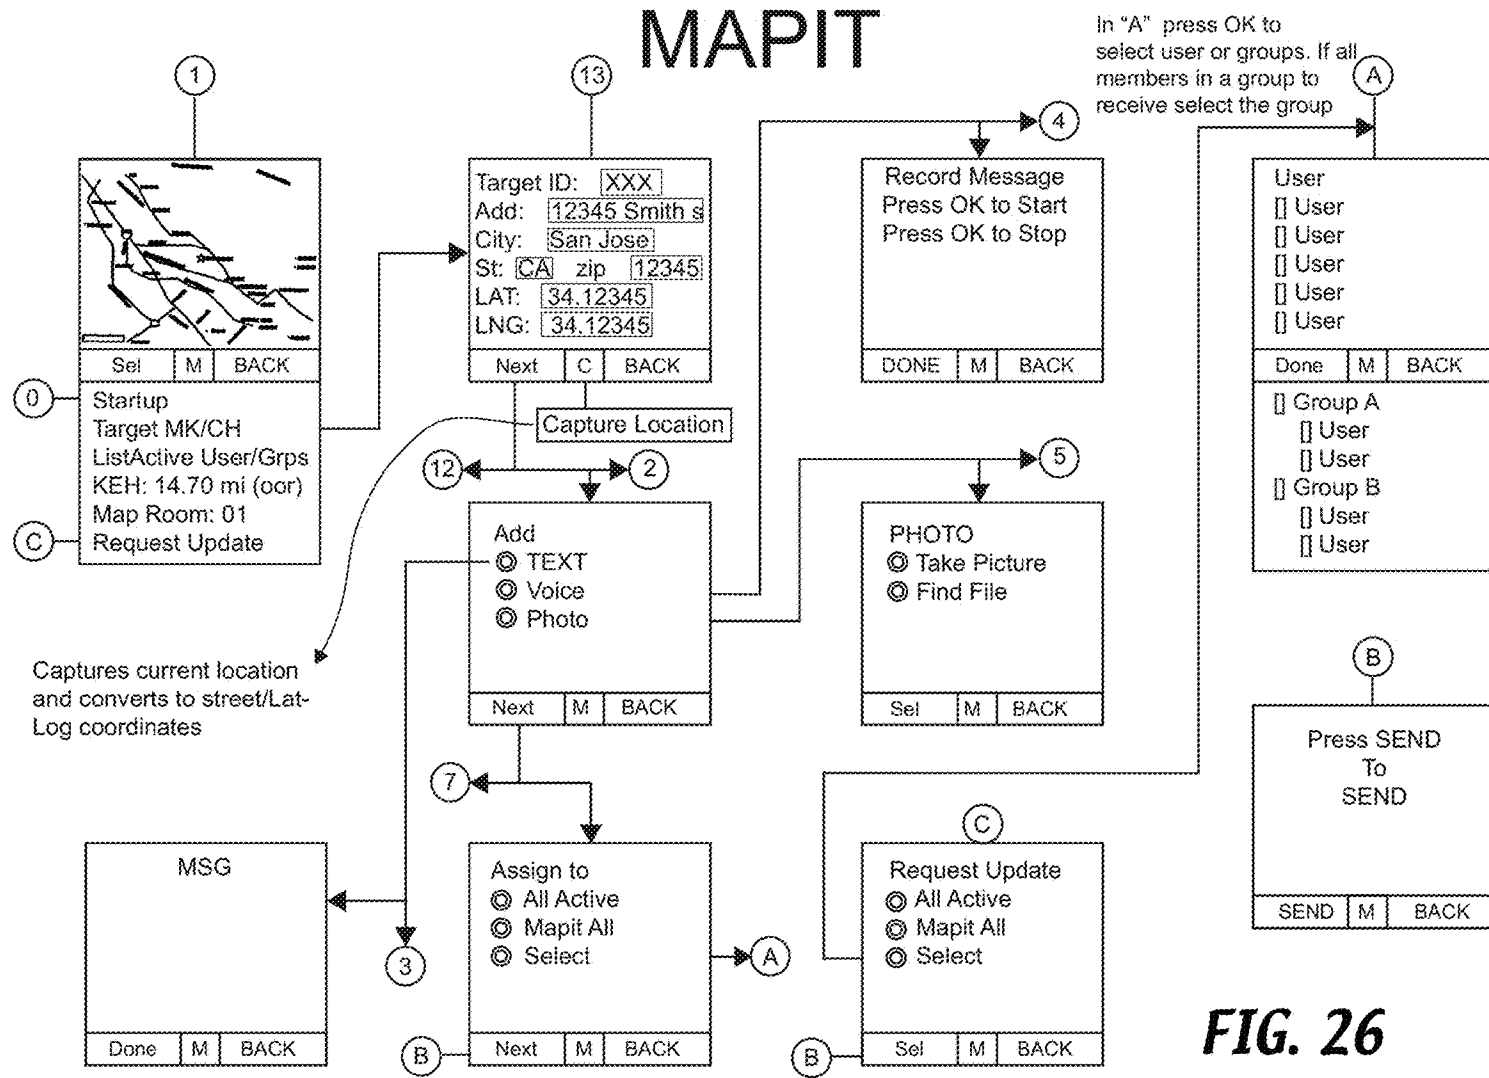 MAPIT
In “A” press OK to
select user or groups. If all
members in a group to
receive select the group
1
Sel M BACK
0
Startup
Target MK/CH
ListActive User/Grps
KEH: 14.70 mi (oor)
Map Room: 01
C
Request Update
13
Target ID: XXX
Add: 12345 Smith s
City: San Jose
St: CA zip 12345
LAT: 34.12345
LNG: 34.12345
Next C BACK
Capture Location
12
2
Captures current location
and converts to street/Lat-
Log coordinates
Add
TEXT
Voice
Photo
Next M BACK
4
Record Message
Press OK to Start
Press OK to Stop
DONE M BACK
5
PHOTO
Take Picture
Find File
Sel M BACK
A
User
[] User
[] User
[] User
[] User
[] User
Done M BACK
[] Group A
[] User
[] User
[] Group B
[] User
[] User
B
Press SEND
To
SEND
SEND M BACK
MSG
Done M BACK
3
7
Assign to
All Active
Mapit All
Select
A
B
Next M BACK
C
Request Update
All Active
Mapit All
Select
B
Sel M BACK
FIG. 26